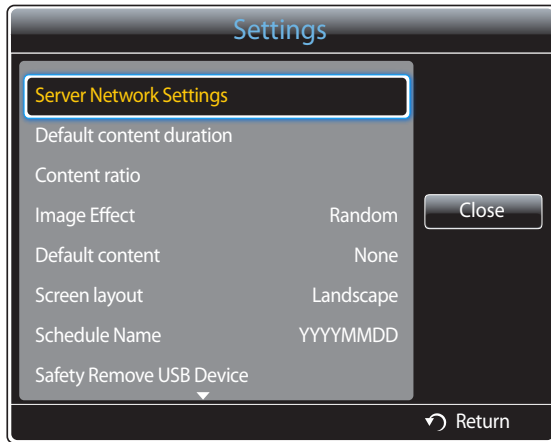 Settings
Server Network Settings
Default content duration
Content ratio
Image Effect Random
Default content None
Screen layout Landscape
Schedule Name YYYYMMDD
Safety Remove USB Device
Close
Return